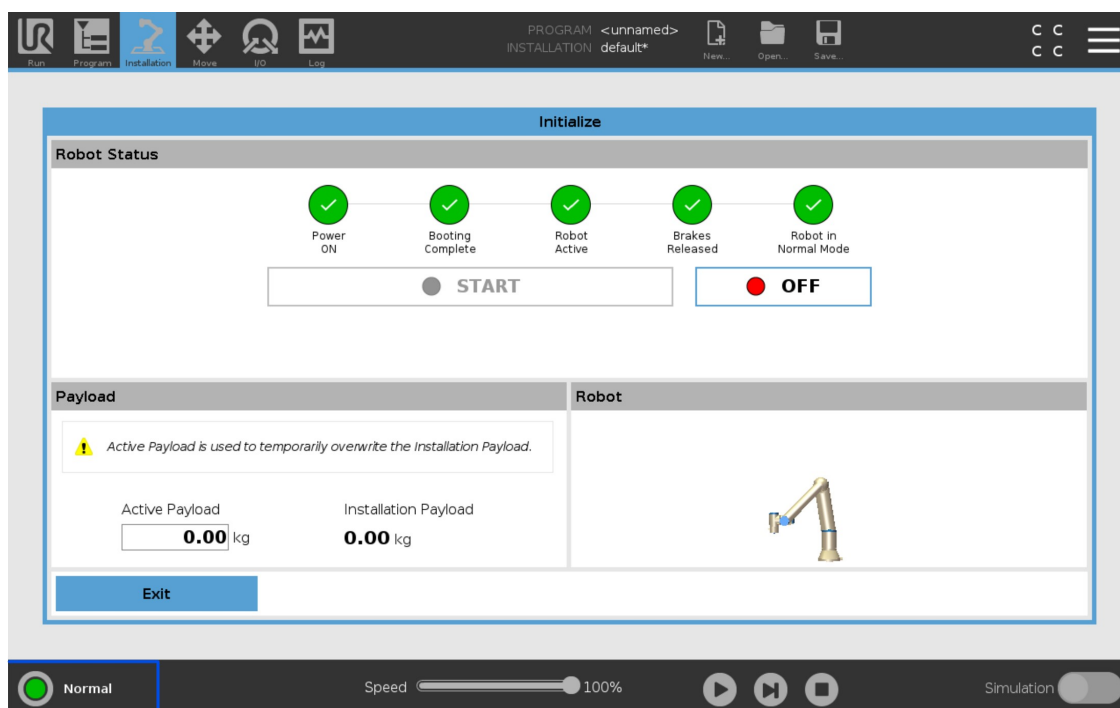 UR
PROGRAM <unnamed>
INSTALLATION default*
C C
C C
Run Program Installation Move I/O Log New... Open... Save...
Initialize
Robot Status
Power
ON
Booting
Complete
Robot
Active
Brakes
Released
Robot in
Normal Mode
START
OFF
Payload
Robot
Active Payload is used to temporarily overwrite the Installation Payload.
Active Payload
0.00 kg
Installation Payload
0.00 kg
Exit
Normal
Speed 100%
Simulation